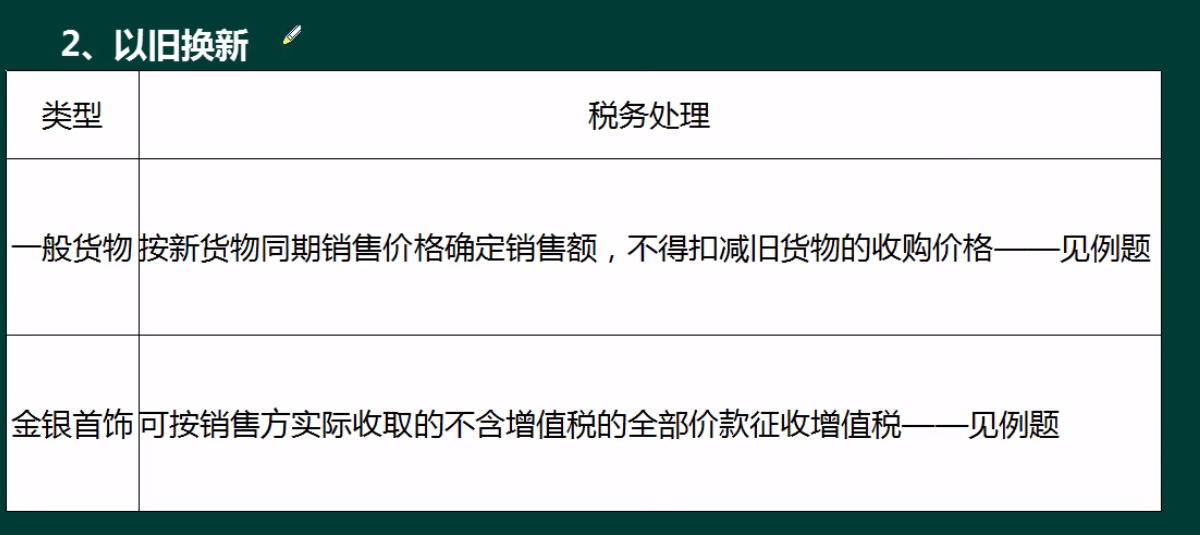 2、以旧换新
类型
税务处理
一般货物
按新货物同期销售价格确定销售额，不得扣减旧货物的收购价格——见例题
金银首饰
可按销售方实际收取的不含增值税的全部价款征收增值税——见例题